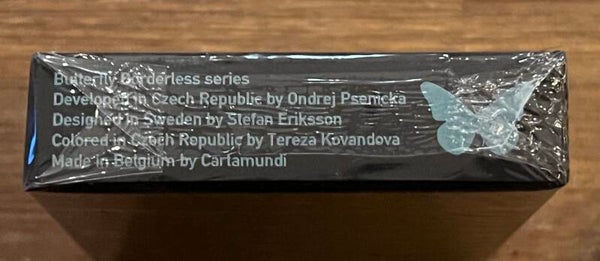 Butterfly Borderless series
Developed in Czech Republic by Ondrej Psenicka
Designed in Sweden by Stefan Eriksson
Colored in Czech Republic by Tereza Kovandova
Made in Belgium by Cartamundi